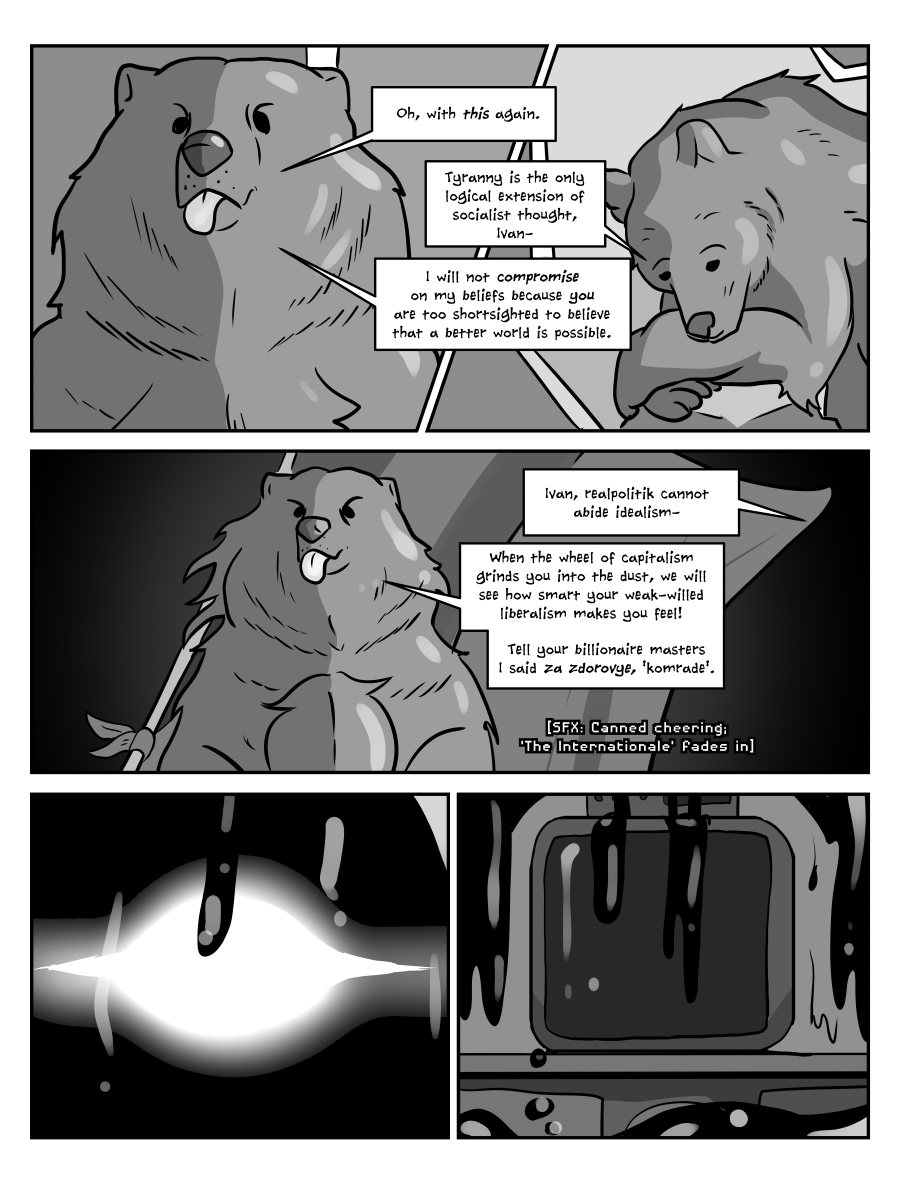 Oh, with this again.
Tyranny is the only
logical extension of
socialist thought,
Ivan-
I will not compromise
on my beliefs because you
are too shortsighted to believe
that a better world is possible.
Ivan, realpolitik cannot
abide idealism-
When the wheel of capitalism
grinds you into the dust, we will
see how smart your weak-willed
liberalism makes you feel!
Tell your billionaire masters
I said za zdorovye, 'komrade'.
[SFX: Canned cheering;
'The Internationale' fades in]